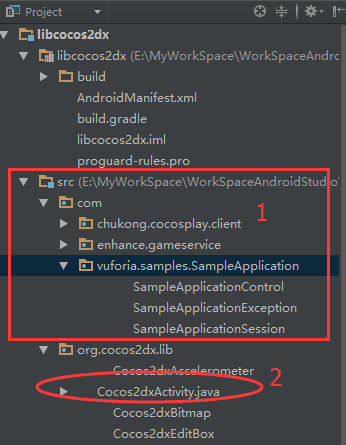 Project
libcocos2dx
libcocos2dx (E:\MyWorkSpace\WorkSpaceAndro
build
AndroidManifest.xml
build.gradle
libcocos2dx.iml
proguard-rules.pro
src (E:\MyWorkSpace\WorkSpaceAndroidStudio\
com
1
chukong.cocosplay.client
enhance.gameservice
vuforia.samples.SampleApplication
SampleApplicationControl
SampleApplicationException
SampleApplicationSession
org.cocos2dx.lib
2
Cocos2dxAccelerometer
Cocos2dxActivity.java
Cocos2dxBitmap
Cocos2dxEditBox